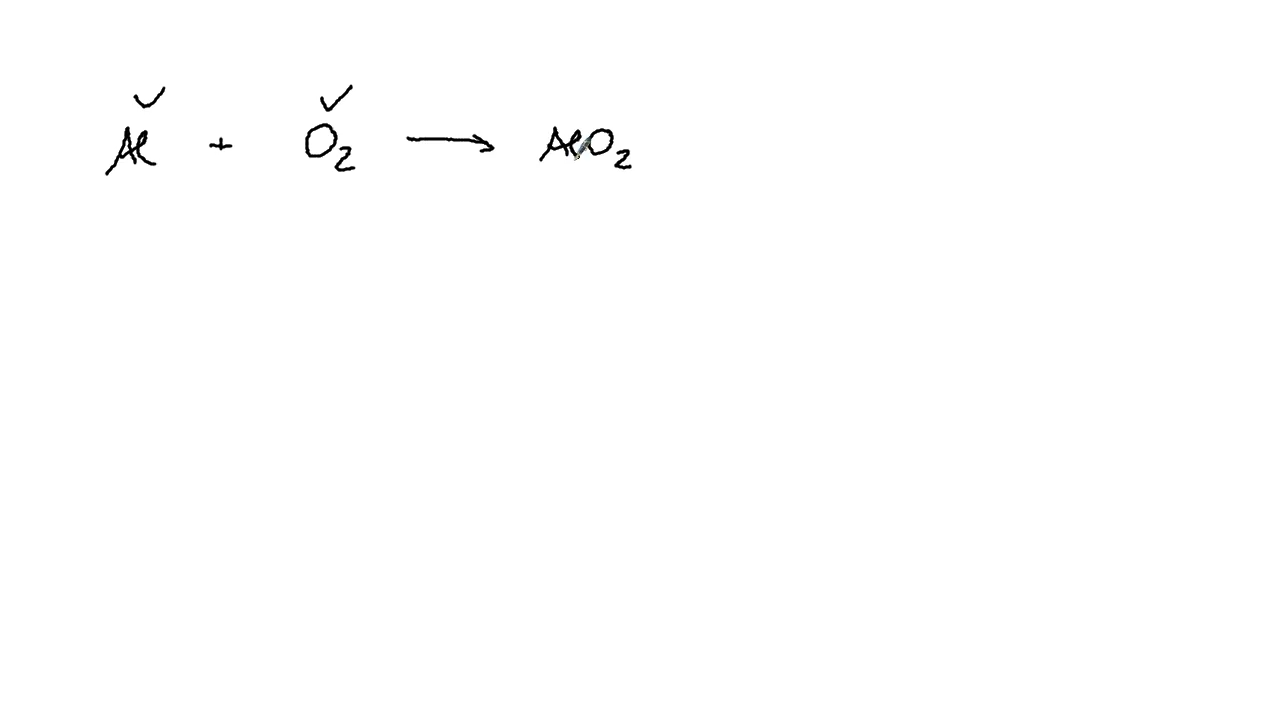 Al + O₂ → AlO₂